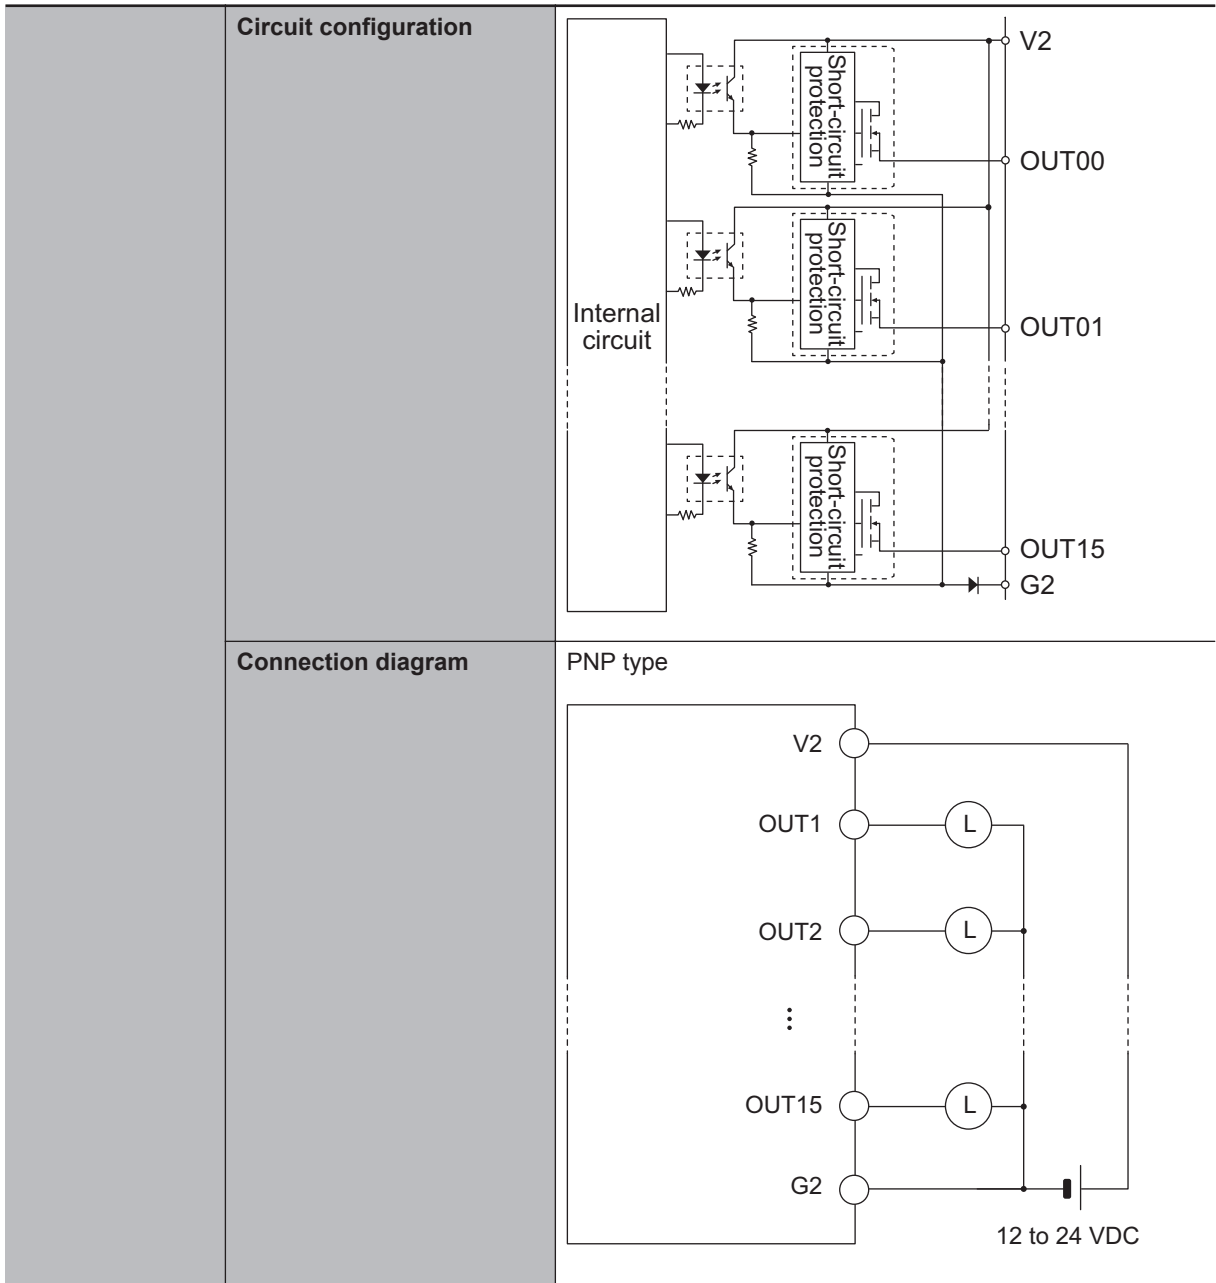 Circuit configuration
V2
Short-circuit
protection
OUT00
Short-circuit
protection
Internal
circuit
OUT01
Short-circuit
protection
OUT15
G2
Connection diagram
PNP type
V2
OUT1
L
OUT2
L
⋮
OUT15
L
G2
12 to 24 VDC